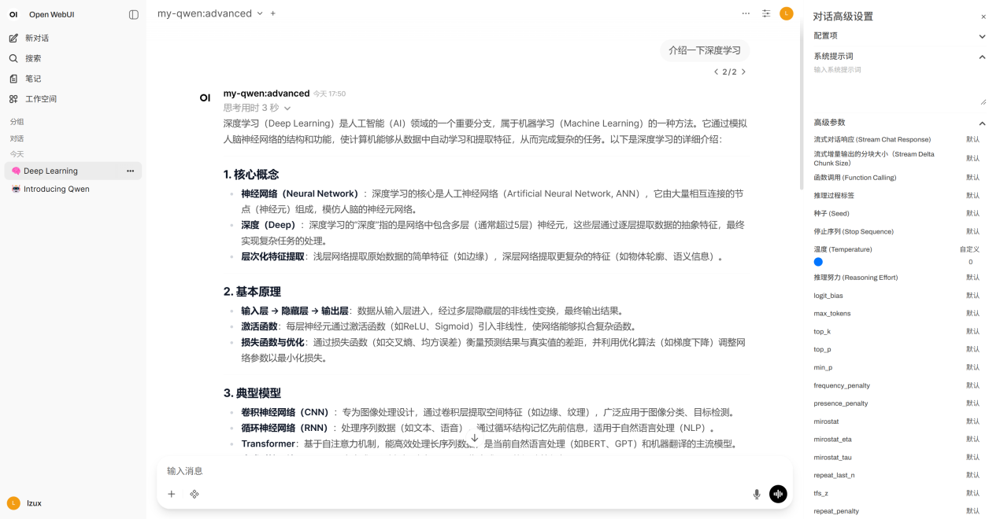 OI Open WebUI
新对话
搜索
笔记
工作空间
分组
对话
今天
Deep Learning
Introducing Qwen
L lzux
my-qwen:advanced
L
介绍一下深度学习
2/2
OI my-qwen:advanced 今天 17:50
思考用时 3 秒
深度学习（Deep Learning）是人工智能（AI）领域的一个重要分支，属于机器学习（Machine Learning）的一种方法。它通过模拟
人脑神经网络的结构和功能，使计算机能够从数据中自动学习和提取特征，从而完成复杂的任务。以下是深度学习的详细介绍：
1. 核心概念
神经网络（Neural Network）：深度学习的核心是人工神经网络（Artificial Neural Network, ANN），它由大量相互连接的节
点（神经元）组成，模仿人脑的神经元网络。
深度（Deep）：深度学习的“深度”指的是网络中包含多层（通常超过5层）神经元，这些层通过逐层提取数据的抽象特征，最终
实现复杂任务的处理。
层次化特征提取：浅层网络提取原始数据的简单特征（如边缘），深层网络提取更复杂的特征（如物体轮廓、语义信息）。
2. 基本原理
输入层 → 隐藏层 → 输出层：数据从输入层进入，经过多层隐藏层的非线性变换，最终输出结果。
激活函数：每层神经元通过激活函数（如ReLU、Sigmoid）引入非线性，使网络能够拟合复杂函数。
损失函数与优化：通过损失函数（如交叉熵、均方误差）衡量预测结果与真实值的差距，并利用优化算法（如梯度下降）调整网
络参数以最小化损失。
3. 典型模型
卷积神经网络（CNN）：专为图像处理设计，通过卷积层提取空间特征（如边缘、纹理），广泛应用于图像分类、目标检测。
循环神经网络（RNN）：处理序列数据（如文本、语音），通过循环结构记忆先前信息，适用于自然语言处理（NLP）。
Transformer：基于自注意力机制，能高效处理长序列数据，是当前自然语言处理（如BERT、GPT）和机器翻译的主流模型。
输入消息
对话高级设置
配置项
系统提示词
输入系统提示词
高级参数
流式对话响应 (Stream Chat Response) 默认
流式增量输出的分块大小（Stream Delta
Chunk Size） 默认
函数调用 (Function Calling) 默认
推理过程标签 默认
种子 (Seed) 默认
停止序列 (Stop Sequence) 默认
温度 (Temperature) 自定义
0
推理努力 (Reasoning Effort) 默认
logit_bias 默认
max_tokens 默认
top_k 默认
top_p 默认
min_p 默认
frequency_penalty 默认
presence_penalty 默认
mirostat 默认
mirostat_eta 默认
mirostat_tau 默认
repeat_last_n 默认
tfs_z 默认
repeat_penalty 默认